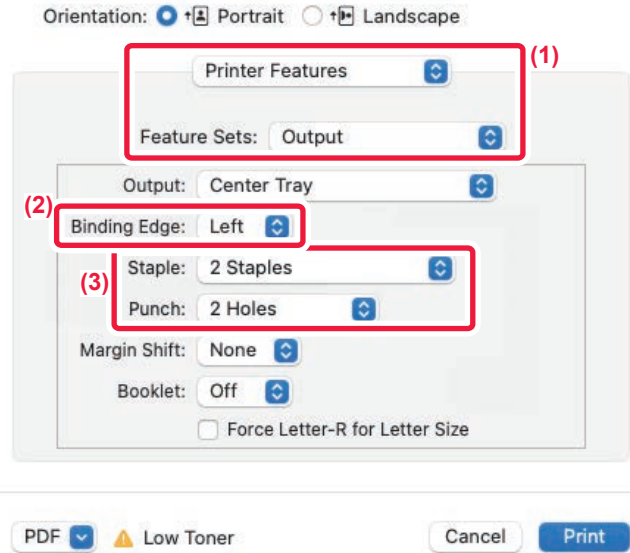 Orientation: Portrait Landscape
(1)
Printer Features
Feature Sets: Output
Output: Center Tray
(2)
Binding Edge: Left
Staple: 2 Staples
(3)
Punch: 2 Holes
Margin Shift: None
Booklet: Off
Force Letter-R for Letter Size
PDF Low Toner Cancel Print